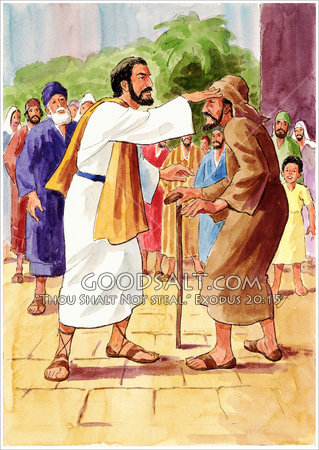 GOODSALT.COM
"THOU SHALT NOT STEAL." EXODUS 20:15